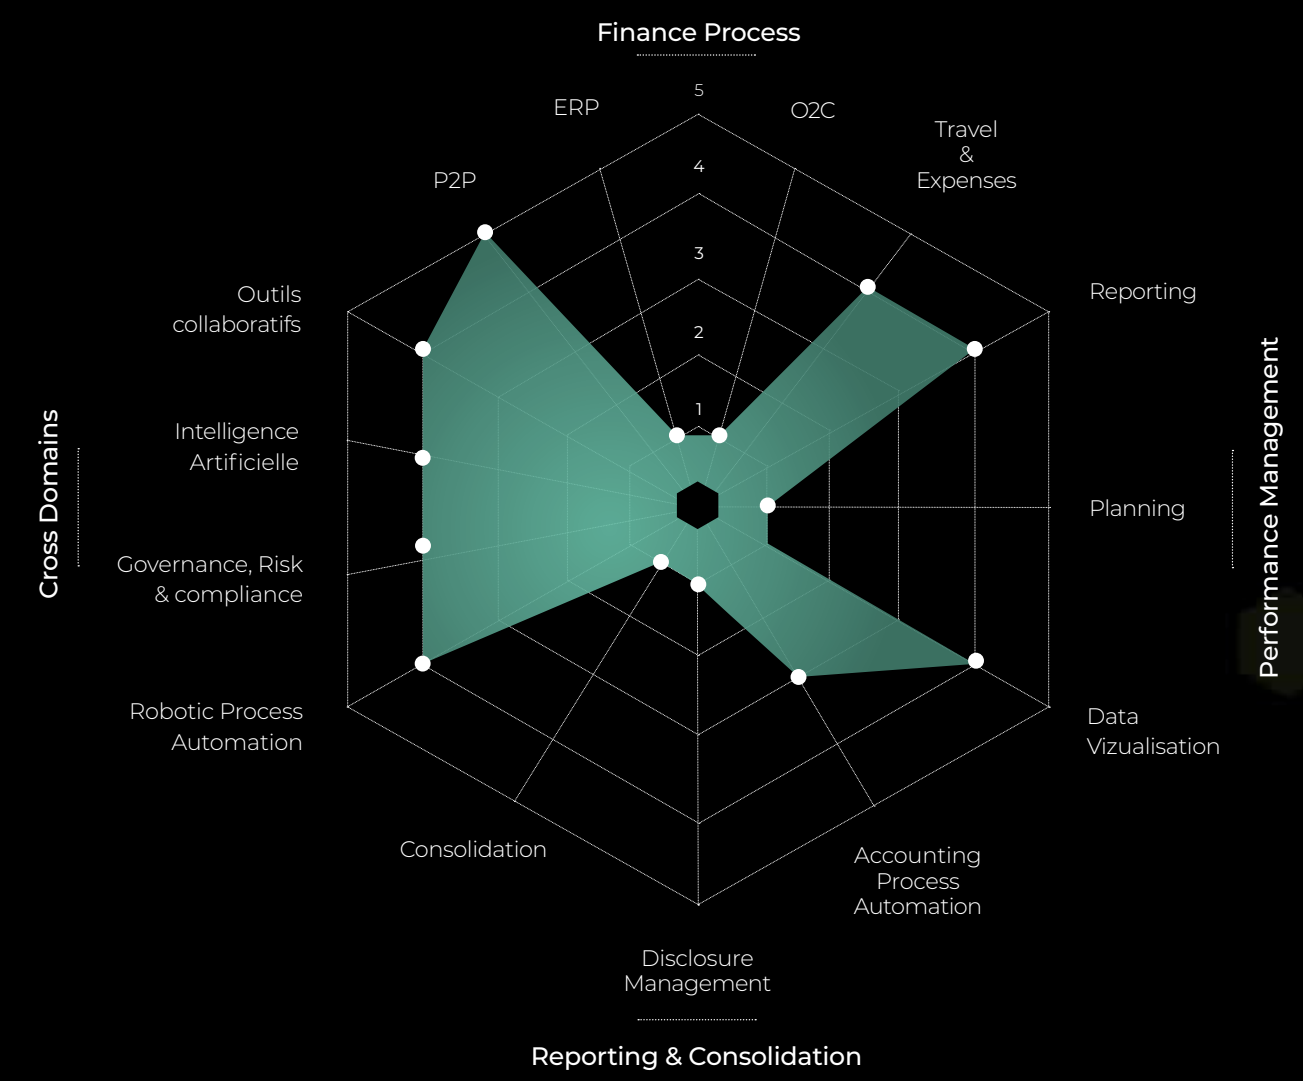 Finance Process
5
ERP
O2C
Travel
&
Expenses
4
P2P
3
Outils
collaboratifs
Reporting
2
1
Intelligence
Artificielle
Cross Domains
Performance Management
Planning
Governance, Risk
& compliance
Robotic Process
Automation
Data
Vizualisation
Consolidation
Accounting
Process
Automation
Disclosure
Management
Reporting & Consolidation